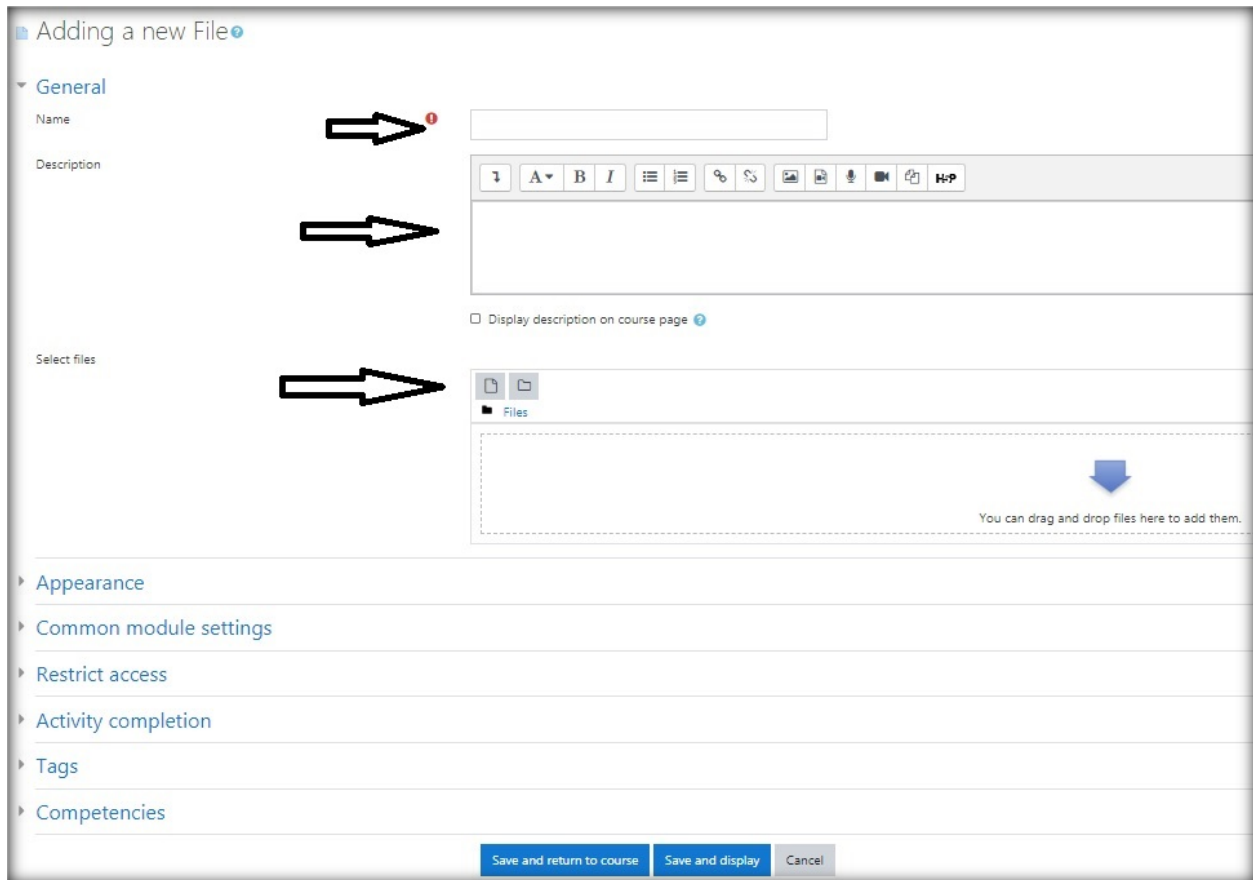 Adding a new File
General
Name
Description
A B I H-P
Display description on course page
Select files
Files
You can drag and drop files here to add them.
Appearance
Common module settings
Restrict access
Activity completion
Tags
Competencies
Save and return to course Save and display Cancel